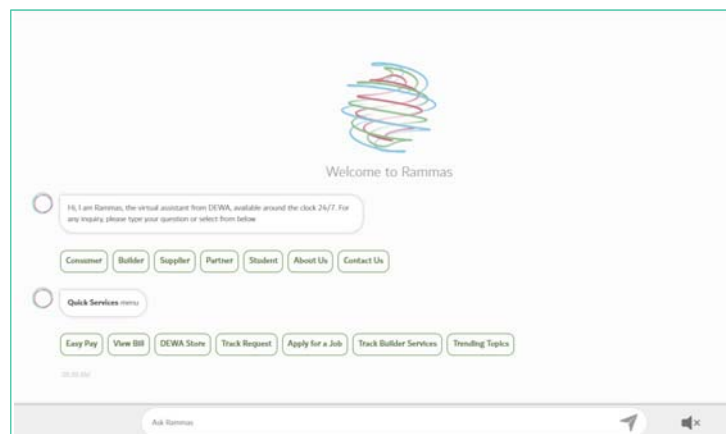 Welcome to Rammas
Hi, I am Rammas, the virtual assistant from DEWA, available around the clock 24/7. For
any inquiry, please type your question or select from below
Consumer Builder Supplier Partner Student About Us Contact Us
Quick Services menu
Easy Pay View Bill DEWA Store Track Request Apply for a Job Track Builder Services Trending Topics
Ask Rammas